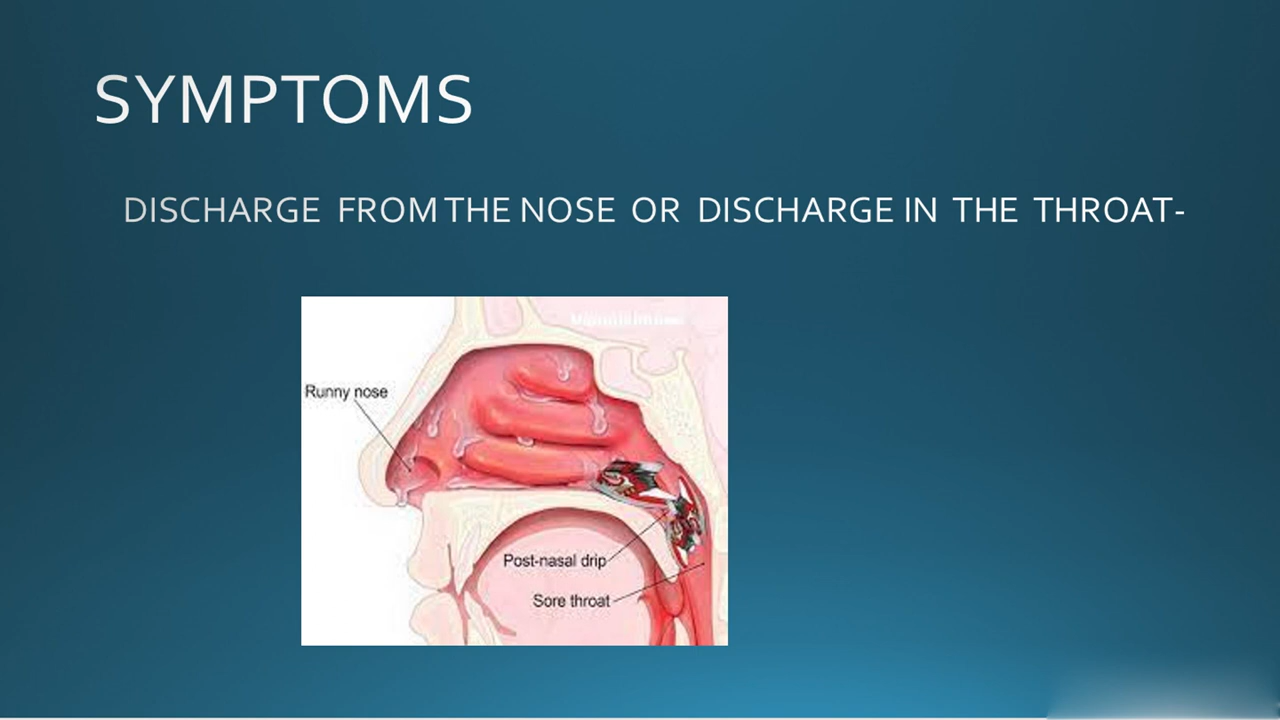 SYMPTOMS
DISCHARGE FROM THE NOSE OR DISCHARGE IN THE THROAT-
Runny nose
Post-nasal drip
Sore throat